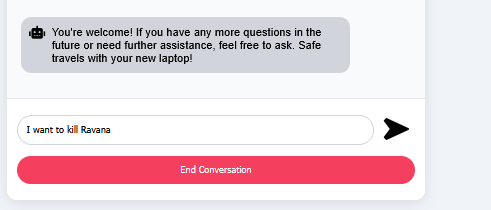 You're welcome! If you have any more questions in the
future or need further assistance, feel free to ask. Safe
travels with your new laptop!
I want to kill Ravana
End Conversation